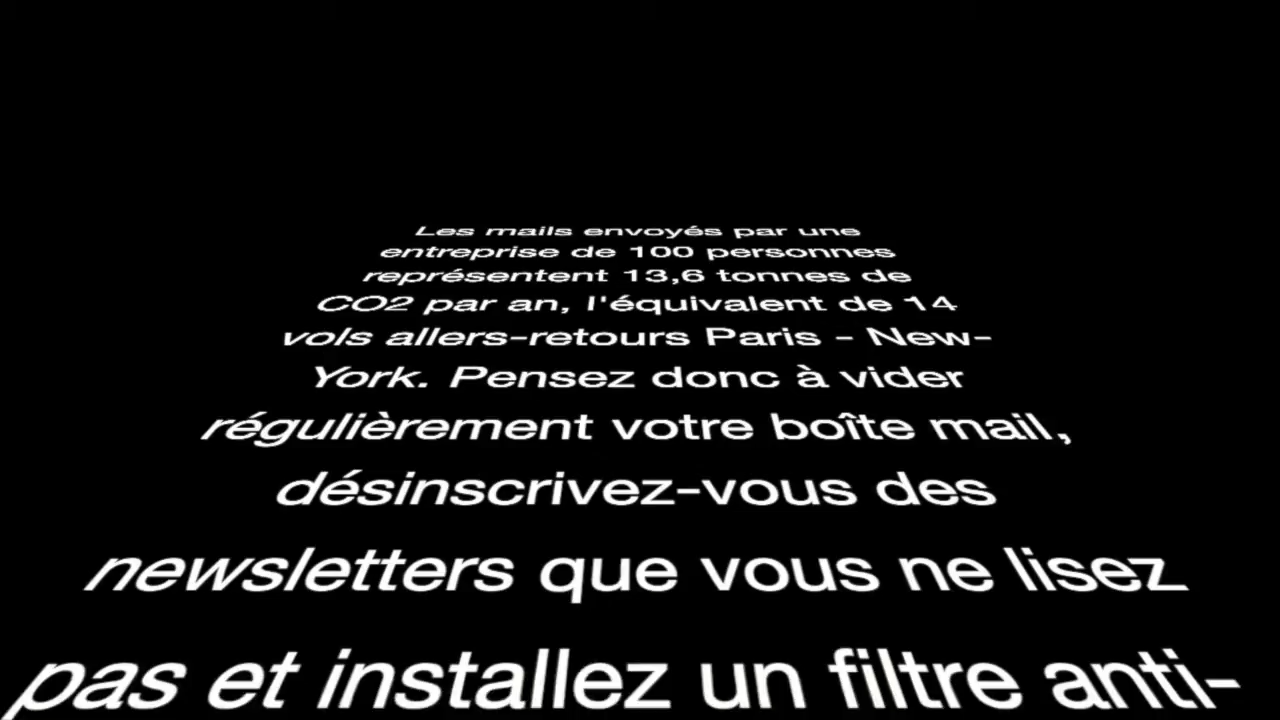 Les mails envoyés par une
entreprise de 100 personnes
représentent 13,6 tonnes de
CO2 par an, l'équivalent de 14
vols allers-retours Paris - New-
York. Pensez donc à vider
régulièrement votre boîte mail,
désinscrivez-vous des
newsletters que vous ne lisez
pas et installez un filtre anti-